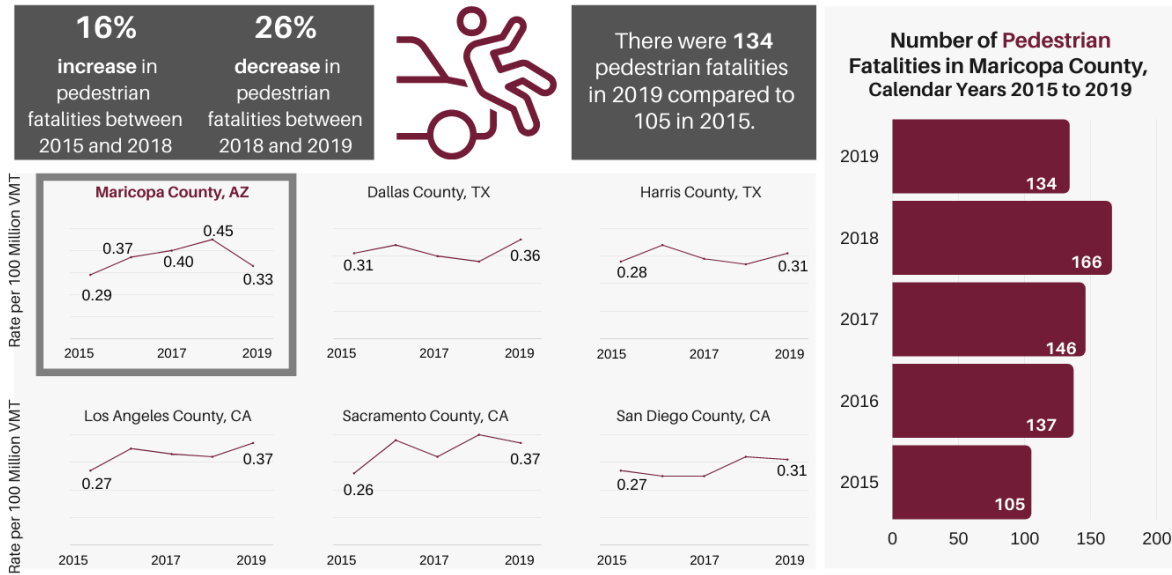 16%
increase in
pedestrian
fatalities between
2015 and 2018
26%
decrease in
pedestrian
fatalities between
2018 and 2019
There were 134
pedestrian fatalities
in 2019 compared to
105 in 2015.
Rate per 100 Million VMT
Maricopa County, AZ
0.29
0.37
0.40
0.45
0.33
2015
2017
2019
Dallas County, TX
0.31
0.36
2015
2017
2019
Harris County, TX
0.28
0.31
2015
2017
2019
Rate per 100 Million VMT
Los Angeles County, CA
0.27
0.37
2015
2017
2019
Sacramento County, CA
0.26
0.37
2015
2017
2019
San Diego County, CA
0.27
0.31
2015
2017
2019
Number of Pedestrian
Fatalities in Maricopa County,
Calendar Years 2015 to 2019
2019
134
2018
166
2017
146
2016
137
2015
105
0
50
100
150
200